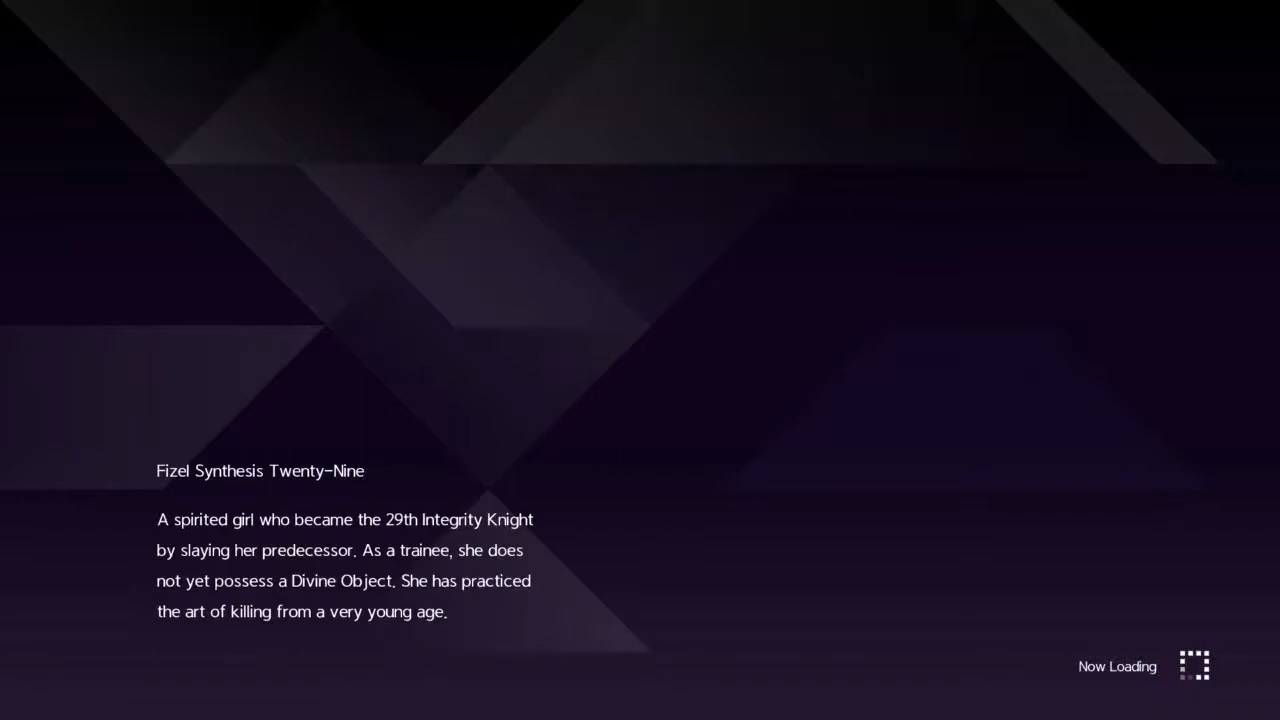 Fizel Synthesis Twenty-Nine
A spirited girl who became the 29th Integrity Knight
by slaying her predecessor. As a trainee, she does
not yet possess a Divine Object. She has practiced
the art of killing from a very young age.
Now Loading